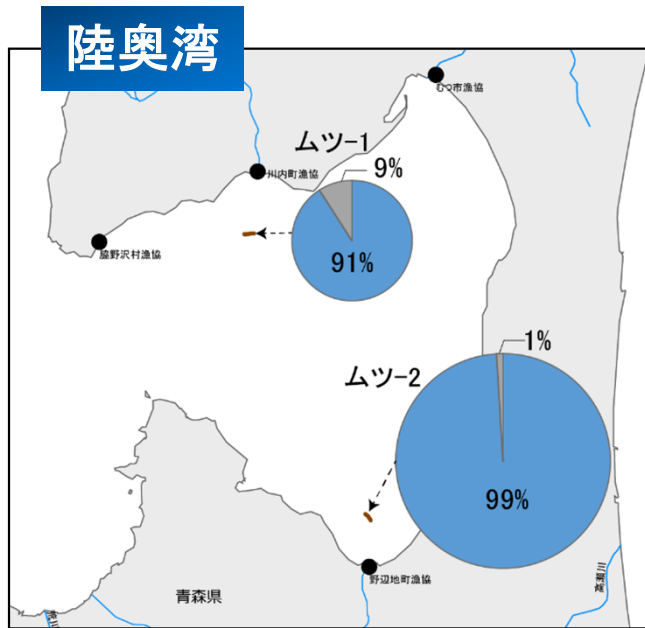 陸奥湾
むつ市漁協
ムツ-1
9%
川内町漁協
91%
脇野沢村漁協
1%
ムツ-2
99%
野辺地町漁協
高瀬川
青森県